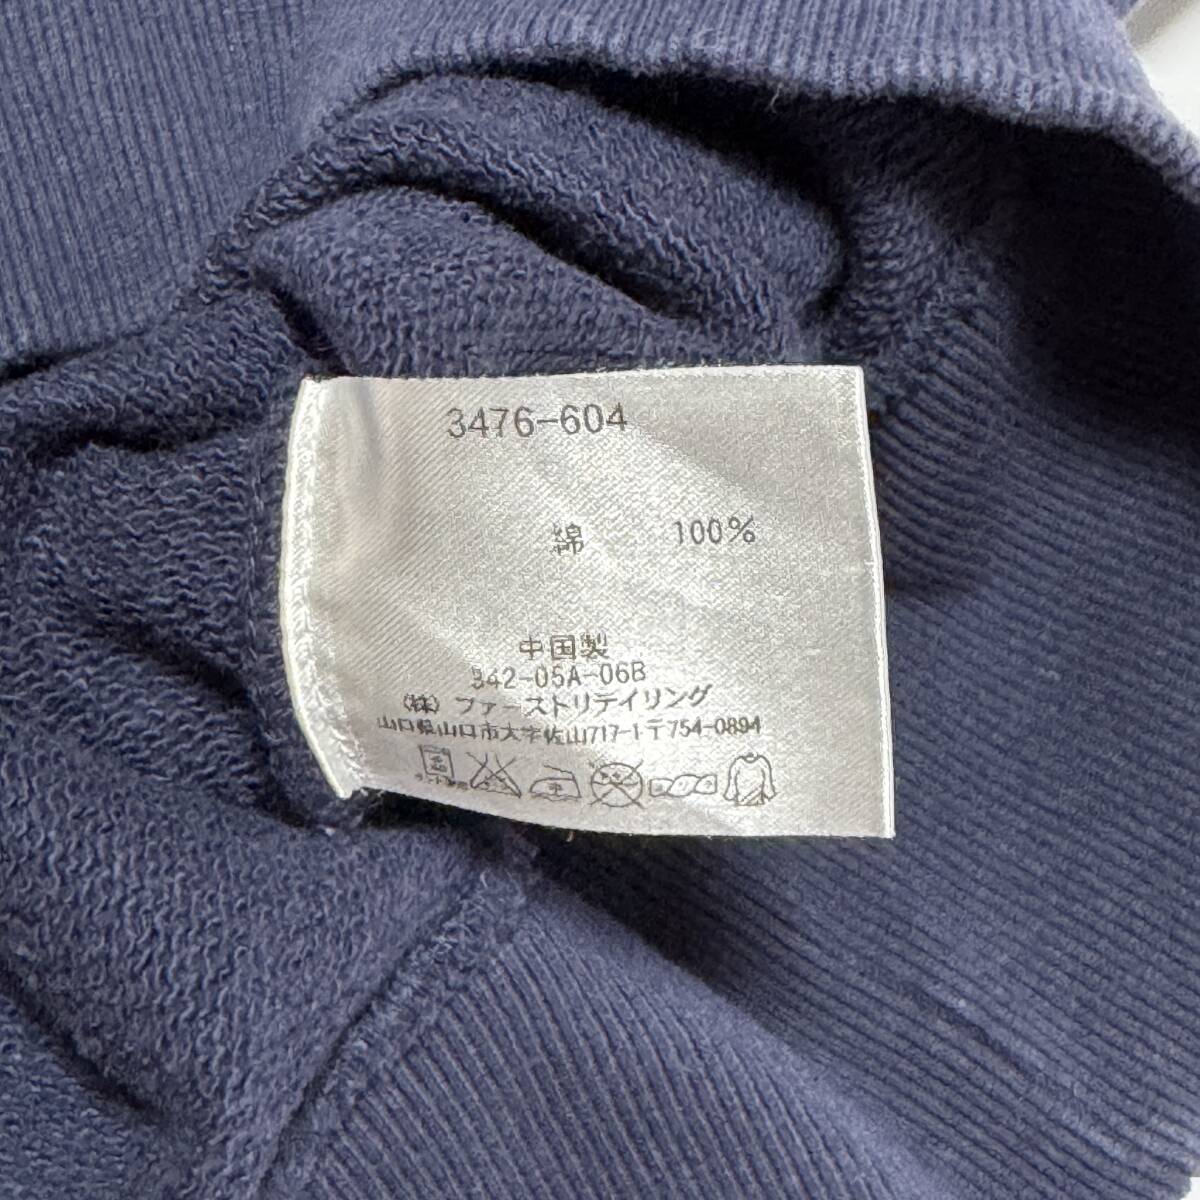 3476-604
綿 100%
中国製
342-05A-06B
(株) ファーストリテイリング
山口県山口市大字佐山717-1〒754-0894